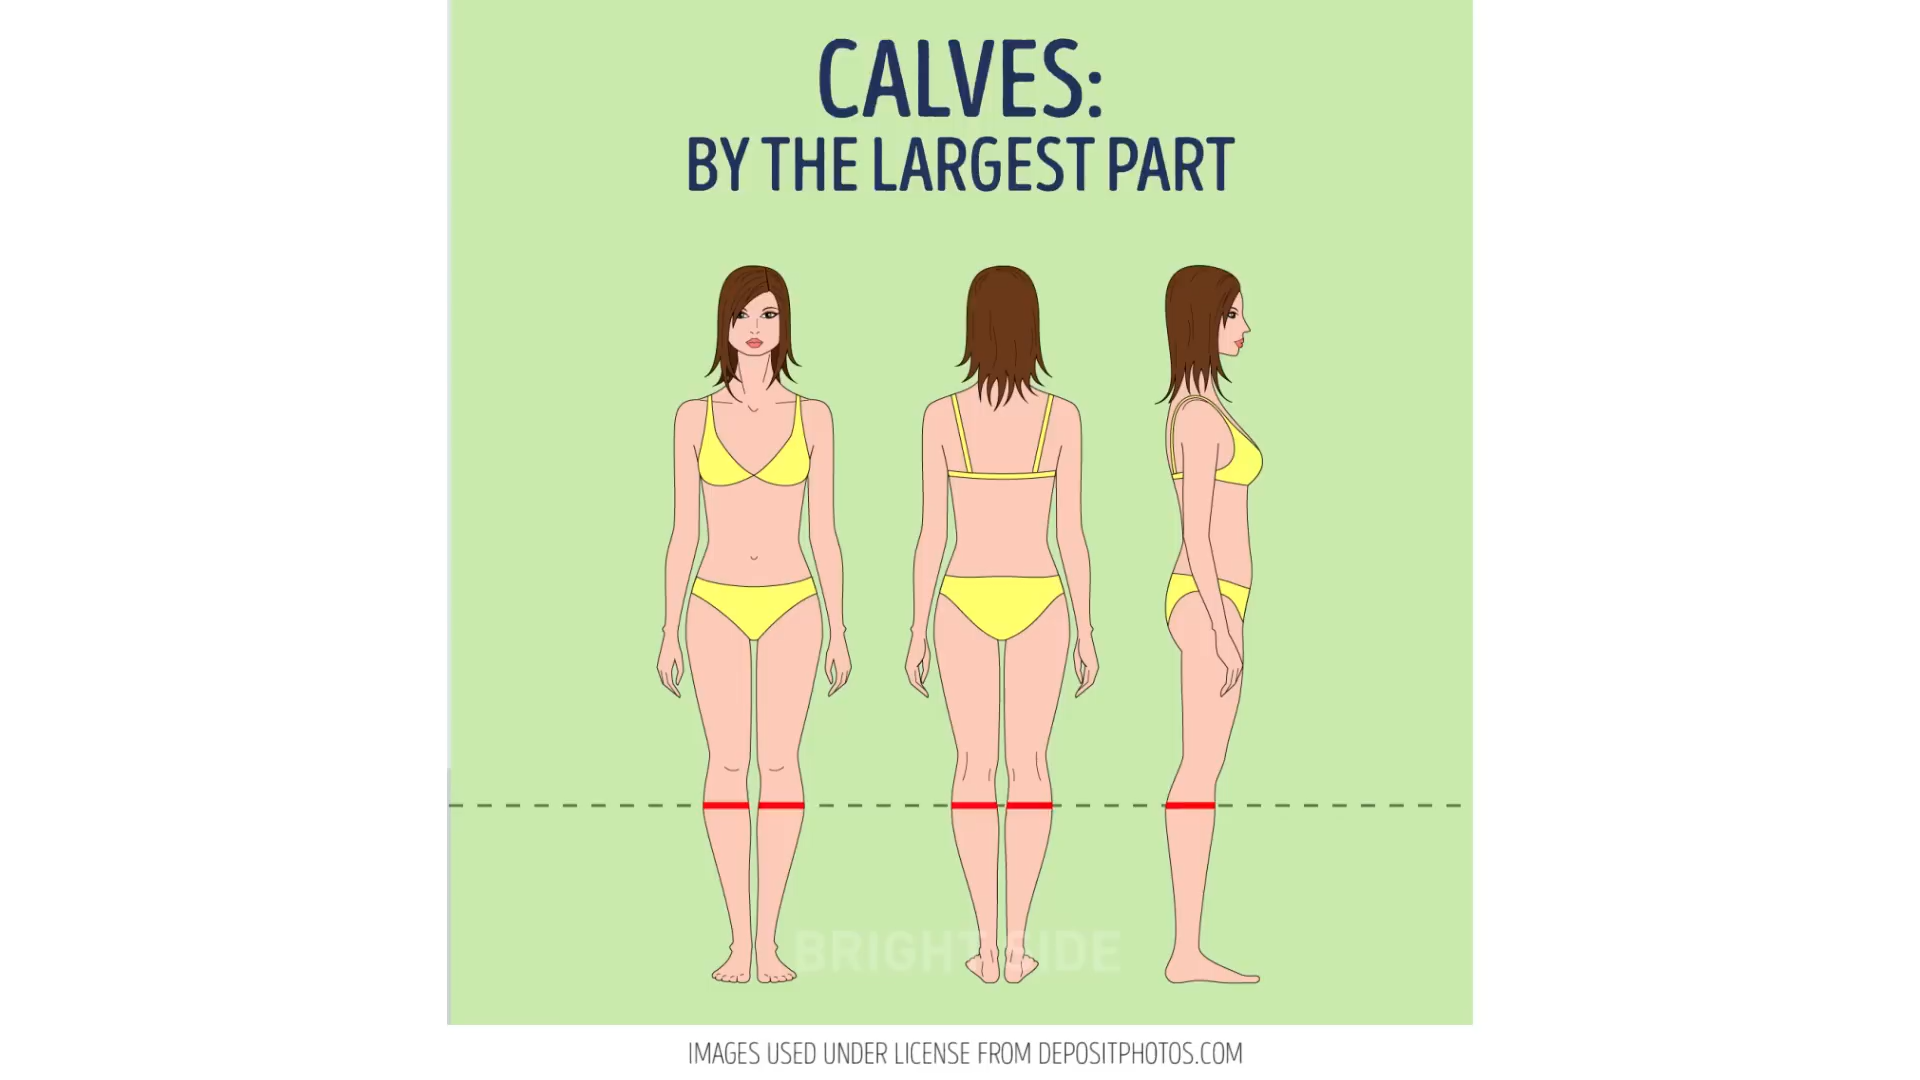 CALVES:
BY THE LARGEST PART
BRIGHT SIDE
IMAGES USED UNDER LICENSE FROM DEPOSITPHOTOS.COM